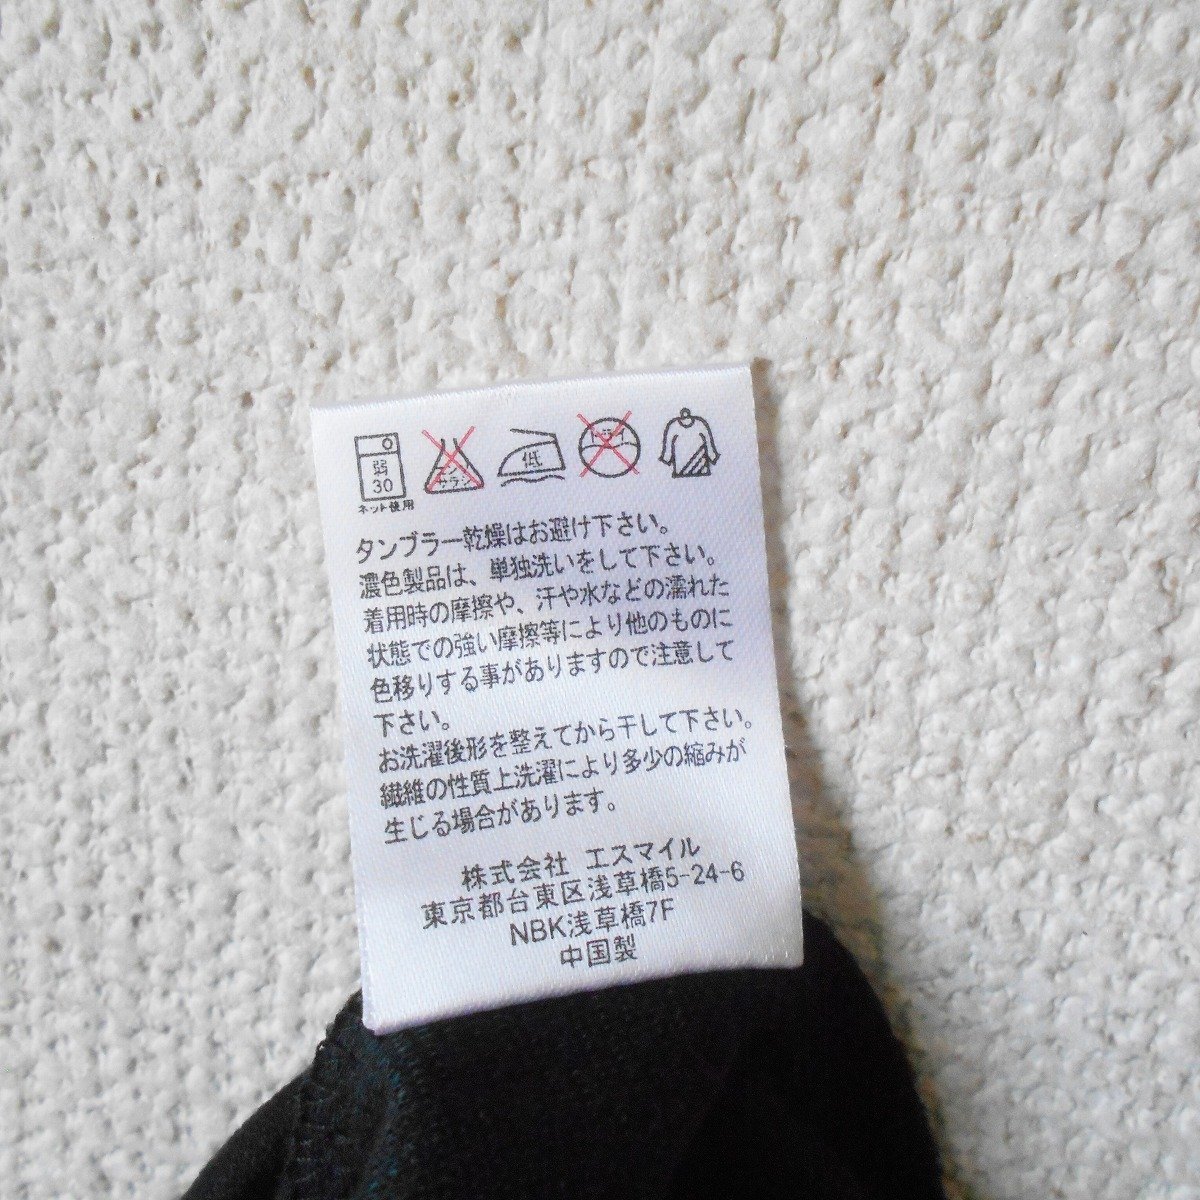 弱
30
ネット使用
エンソ
サラシ
低
ドライ
タンブラー乾燥はお避け下さい。
濃色製品は、単独洗いをして下さい。
着用時の摩擦や、汗や水などの濡れた
状態での強い摩擦等により他のものに
色移りする事がありますので注意して
下さい。
お洗濯後形を整えてから干して下さい。
繊維の性質上洗濯により多少の縮みが
生じる場合があります。
株式会社 エスマイル
東京都台東区浅草橋5-24-6
NBK浅草橋7F
中国製